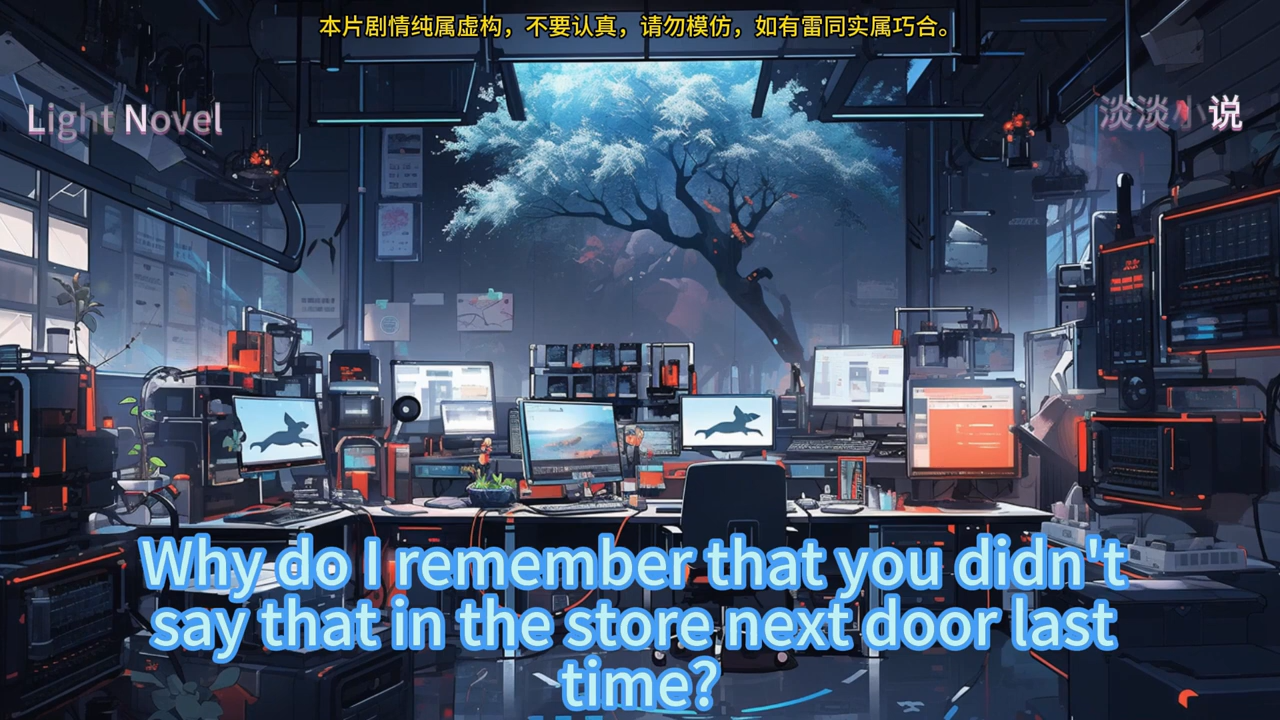 本片剧情纯属虚构，不要认真，请勿模仿，如有雷同实属巧合。
Light Novel
淡淡小说
Why do I remember that you didn't
say that in the store next door last
time?